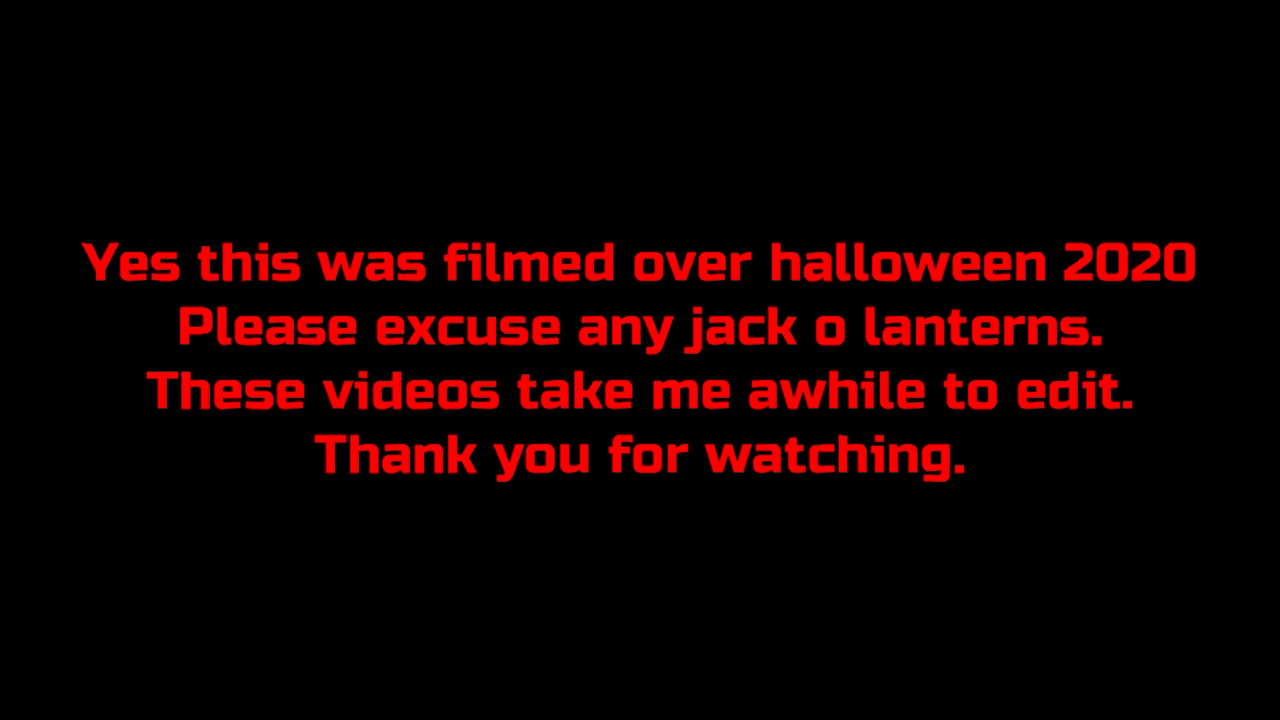 Yes this was filmed over halloween 2020
Please excuse any jack o lanterns.
These videos take me awhile to edit.
Thank you for watching.